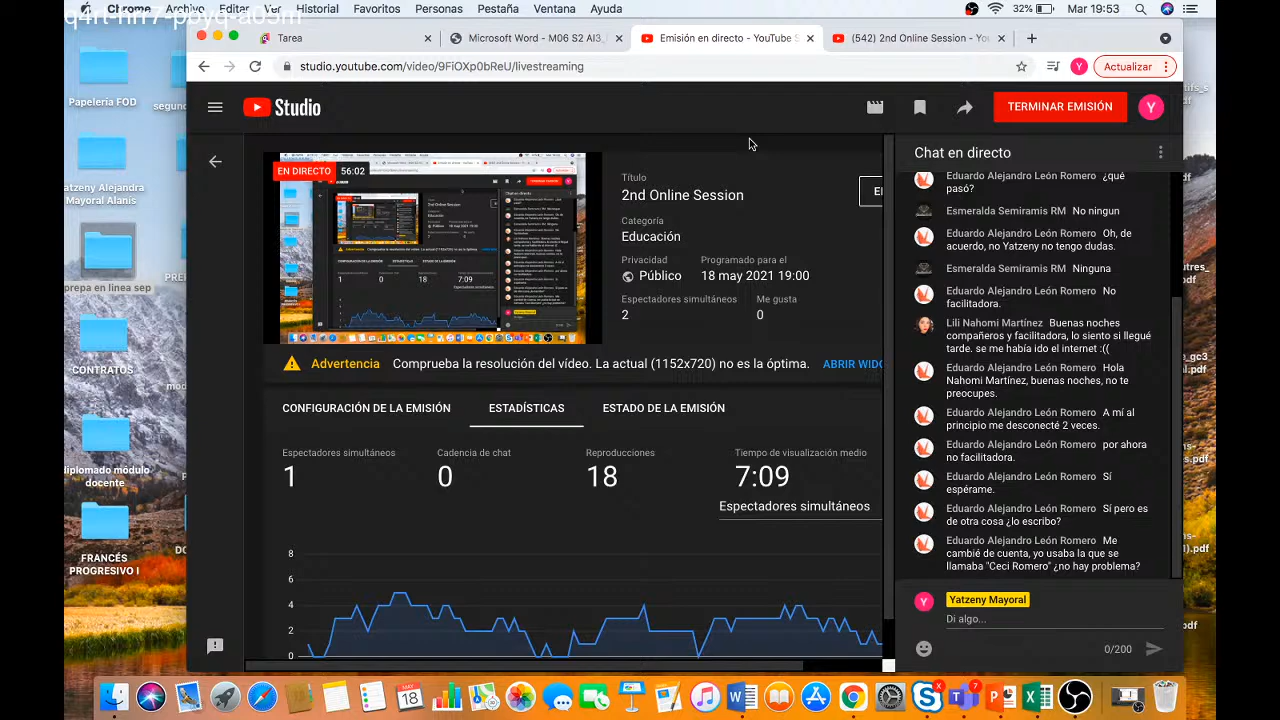 Chrome Archivo Editar Ver Historial Favoritos Personas Pestaña Ventana Ayuda
32% Mar 19:53
Tarea
Microsoft Word - M06 S2 AI3_
Emisión en directo - YouTube S
(542) 2nd Online Session - You
studio.youtube.com/video/9FiOXp0bReU/livestreaming
Actualizar
Studio
TERMINAR EMISIÓN
Y
Papeleria FOD
segun
Yatzeny Alejandra
Mayoral Alanís
prepa en línea sep
CONTRATOS
diplomado módulo
docente
FRANCÉS
PROGRESIVO I
EN DIRECTO 56:02
Título
2nd Online Session
Categoría
Educación
Privacidad
Público
Programado para el
18 may 2021 19:00
Espectadores simultáneos
2
Me gusta
0
Advertencia Comprueba la resolución del vídeo. La actual (1152x720) no es la óptima. ABRIR WIDG
CONFIGURACIÓN DE LA EMISIÓN
ESTADÍSTICAS
ESTADO DE LA EMISIÓN
Espectadores simultáneos
1
Cadencia de chat
0
Reproducciones
18
Tiempo de visualización medio
7:09
Espectadores simultáneos
8
6
4
2
0
Chat en directo
Eduardo Alejandro León Romero ¿qué
pasó?
Esmeralda Semiramis RM No ningun
Eduardo Alejandro León Romero Oh, de
acuerdo, no Yatzeny no tengo dudas.
Esmeralda Semiramis RM Ninguna
Eduardo Alejandro León Romero No
facilitadora.
Lili Nahomi Martínez Buenas noches
compañeros y facilitadora, lo siento si llegué
tarde. se me había ido el internet :((
Eduardo Alejandro León Romero Hola
Nahomi Martínez, buenas noches, no te
preocupes.
Eduardo Alejandro León Romero A mí al
principio me desconecté 2 veces.
Eduardo Alejandro León Romero por ahora
no facilitadora.
Eduardo Alejandro León Romero Sí
espérame.
Eduardo Alejandro León Romero Sí pero es
de otra cosa ¿lo escribo?
Eduardo Alejandro León Romero Me
cambié de cuenta, yo usaba la que se
llamaba "Ceci Romero" ¿no hay problema?
Yatzeny Mayoral
Di algo...
0/200